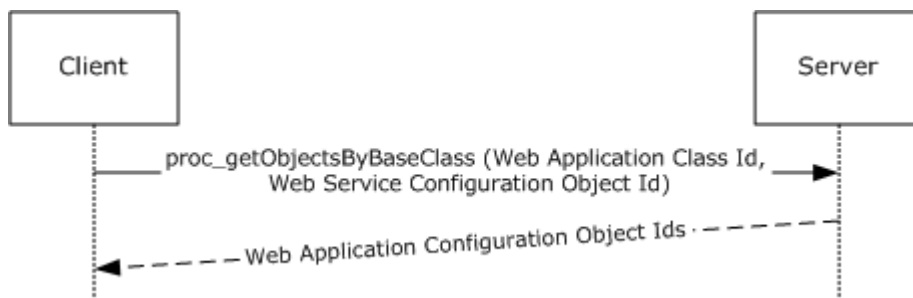 Client
Server
proc_getObjectsByBaseClass (Web Application Class Id,
Web Service Configuration Object Id)
Web Application Configuration Object Ids